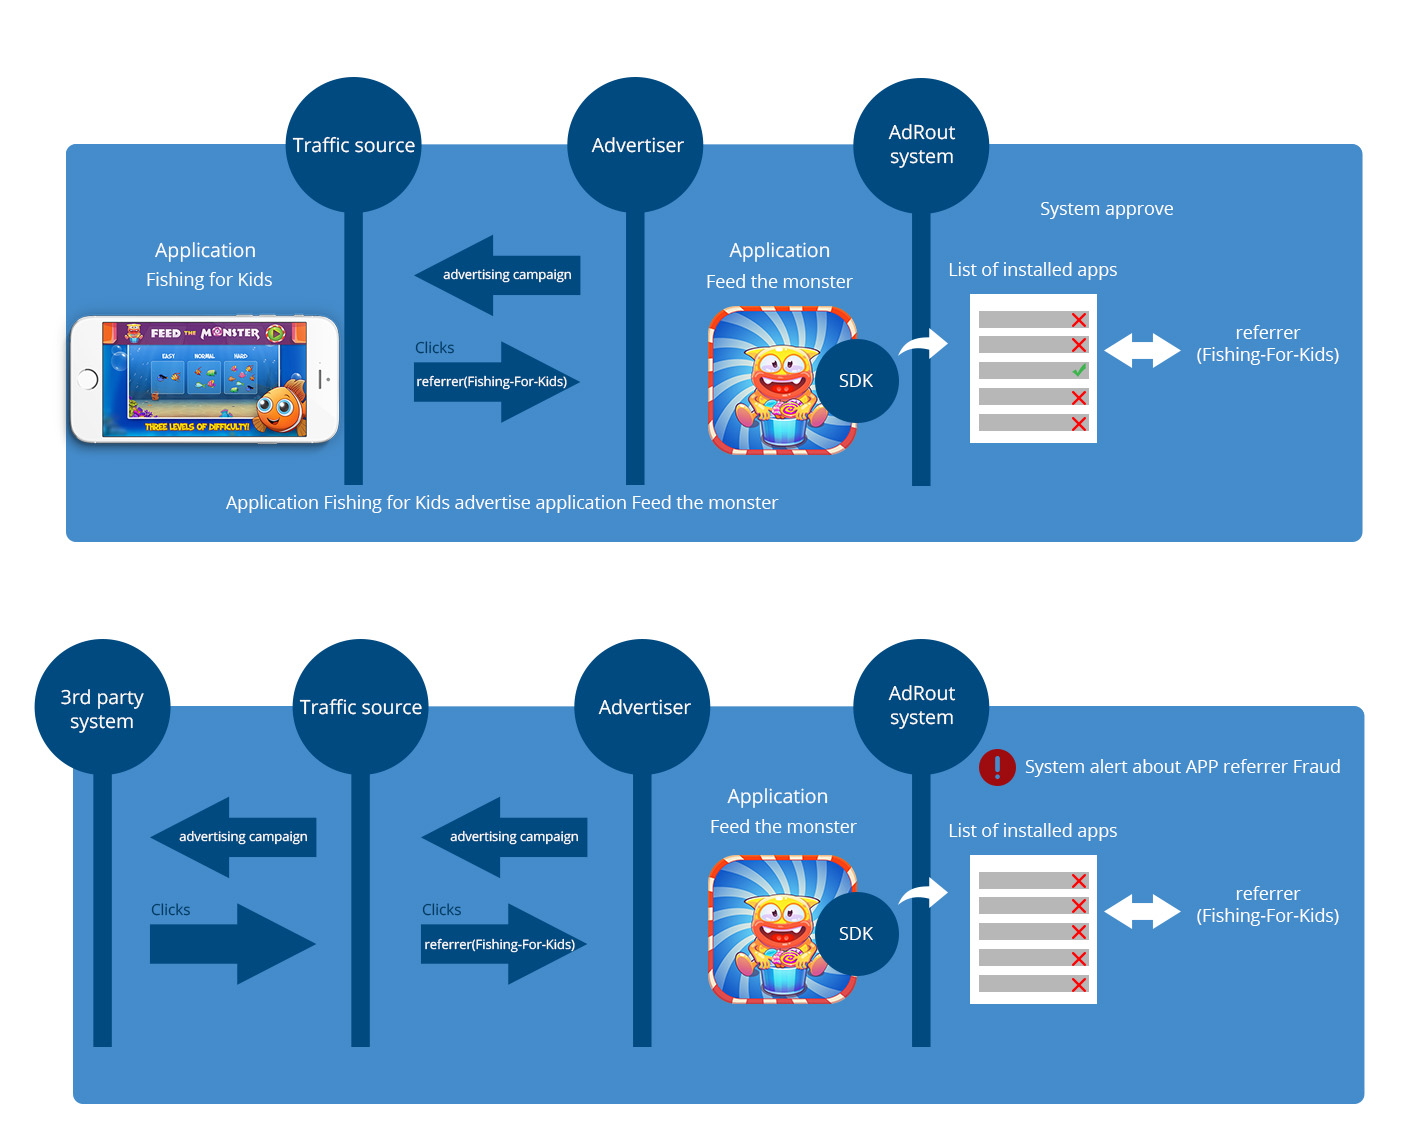 Traffic source
Advertiser
AdRout
system
System approve
Application
Fishing for Kids
advertising campaign
Application
Feed the monster
List of installed apps
FEED THE MONSTER
EASY NORMAL HARD
THREE LEVELS OF DIFFICULTY!
Clicks
referrer(Fishing-For-Kids)
SDK
referrer
(Fishing-For-Kids)
Application Fishing for Kids advertise application Feed the monster
3rd party
system
Traffic source
Advertiser
AdRout
system
! System alert about APP referrer Fraud
advertising campaign
advertising campaign
Application
Feed the monster
List of installed apps
Clicks
Clicks
referrer(Fishing-For-Kids)
SDK
referrer
(Fishing-For-Kids)